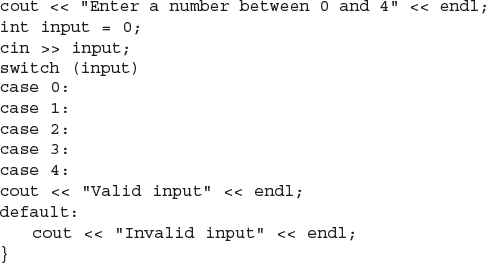 cout << "Enter a number between 0 and 4" << endl;
int input = 0;
cin >> input;
switch (input)
case 0:
case 1:
case 2:
case 3:
case 4:
cout << "Valid input" << endl;
default:
   cout << "Invalid input" << endl;
}